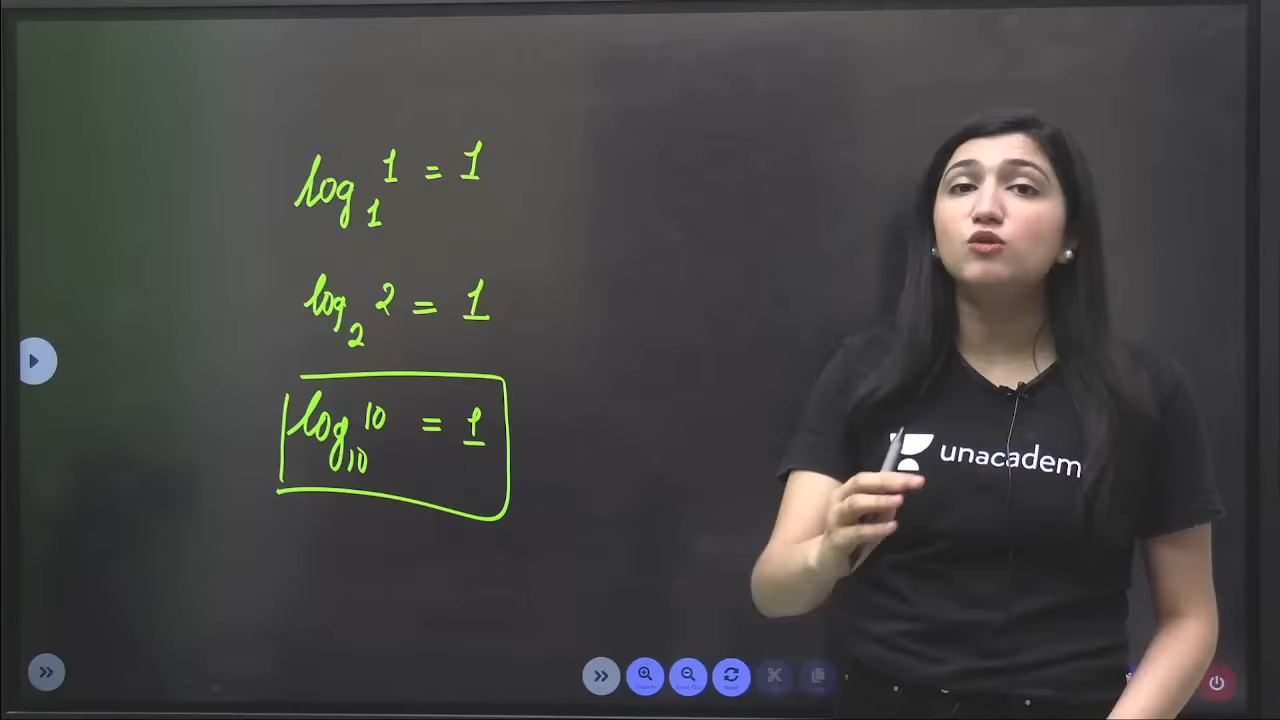 log₁ 1 = 1
log₂ 2 = 1
log₁₀ 10 = 1
unacadem